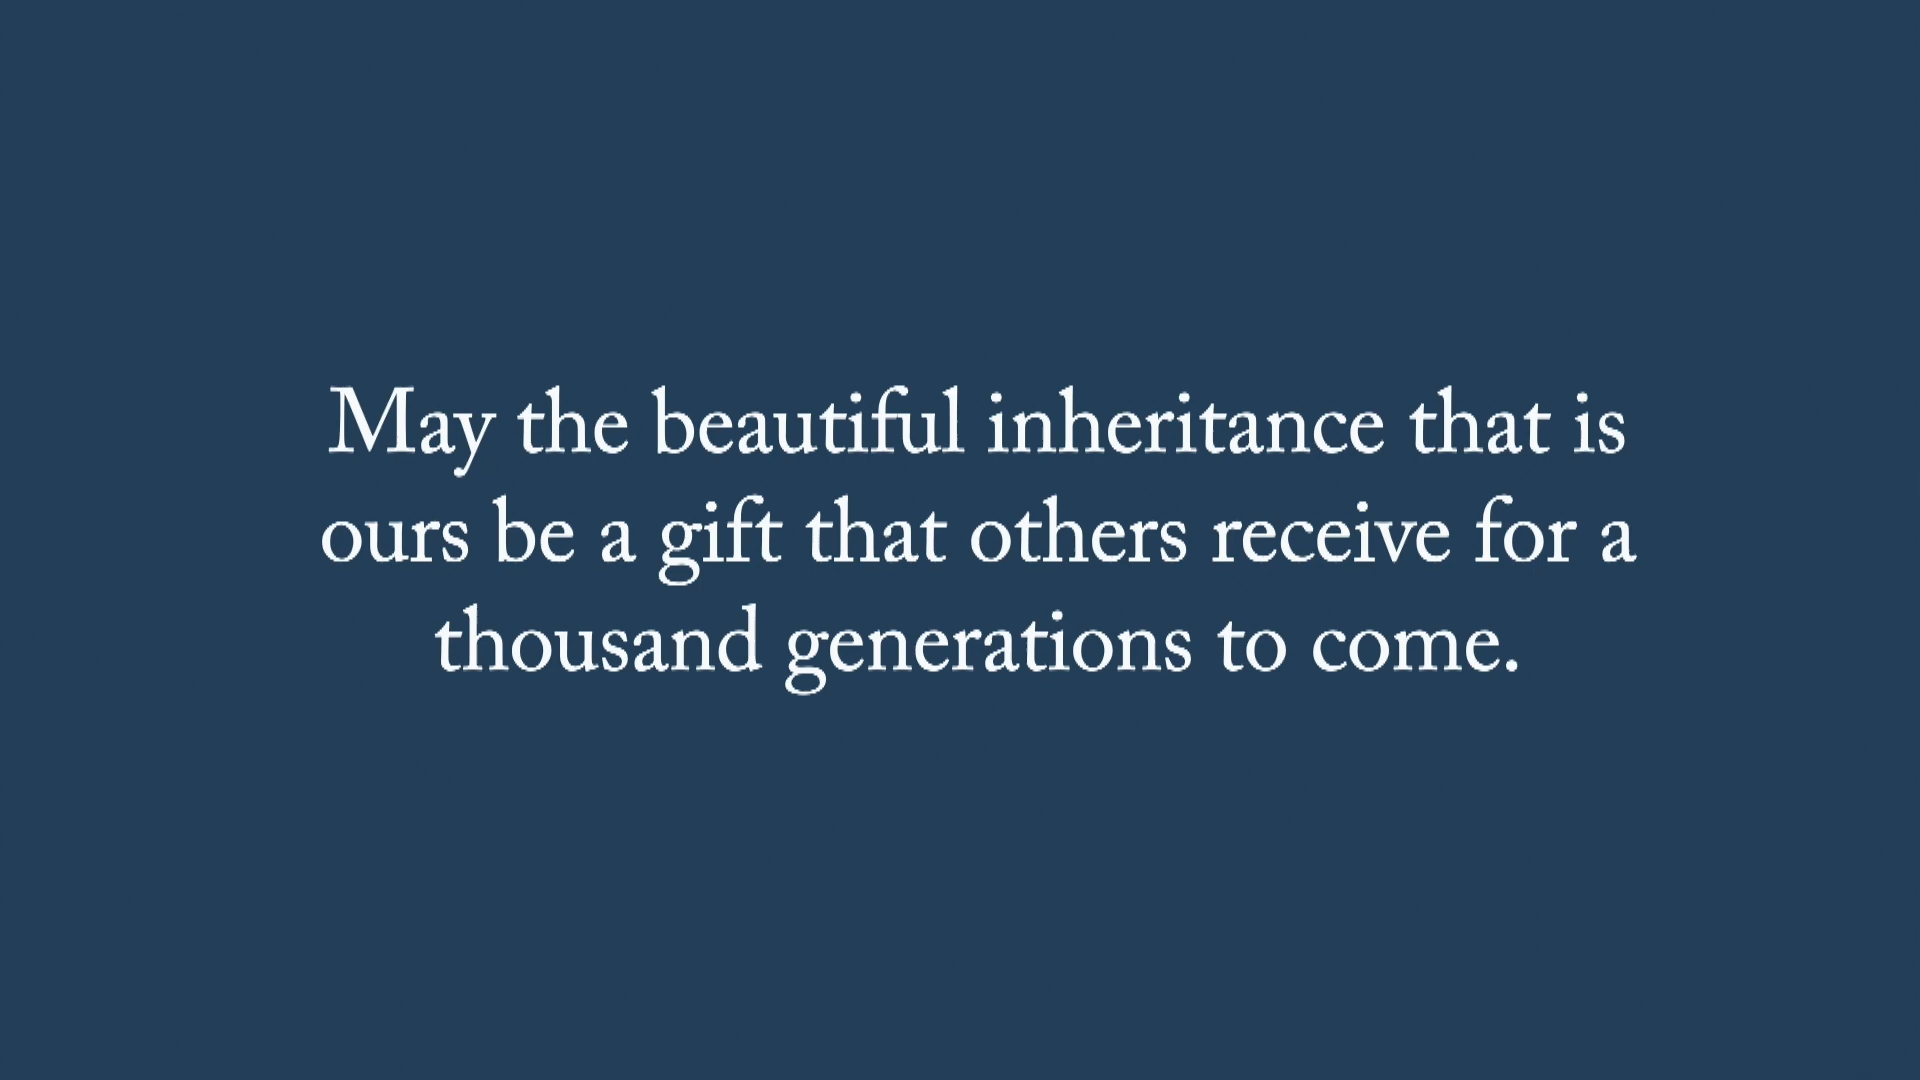 May the beautiful inheritance that is
ours be a gift that others receive for a
thousand generations to come.